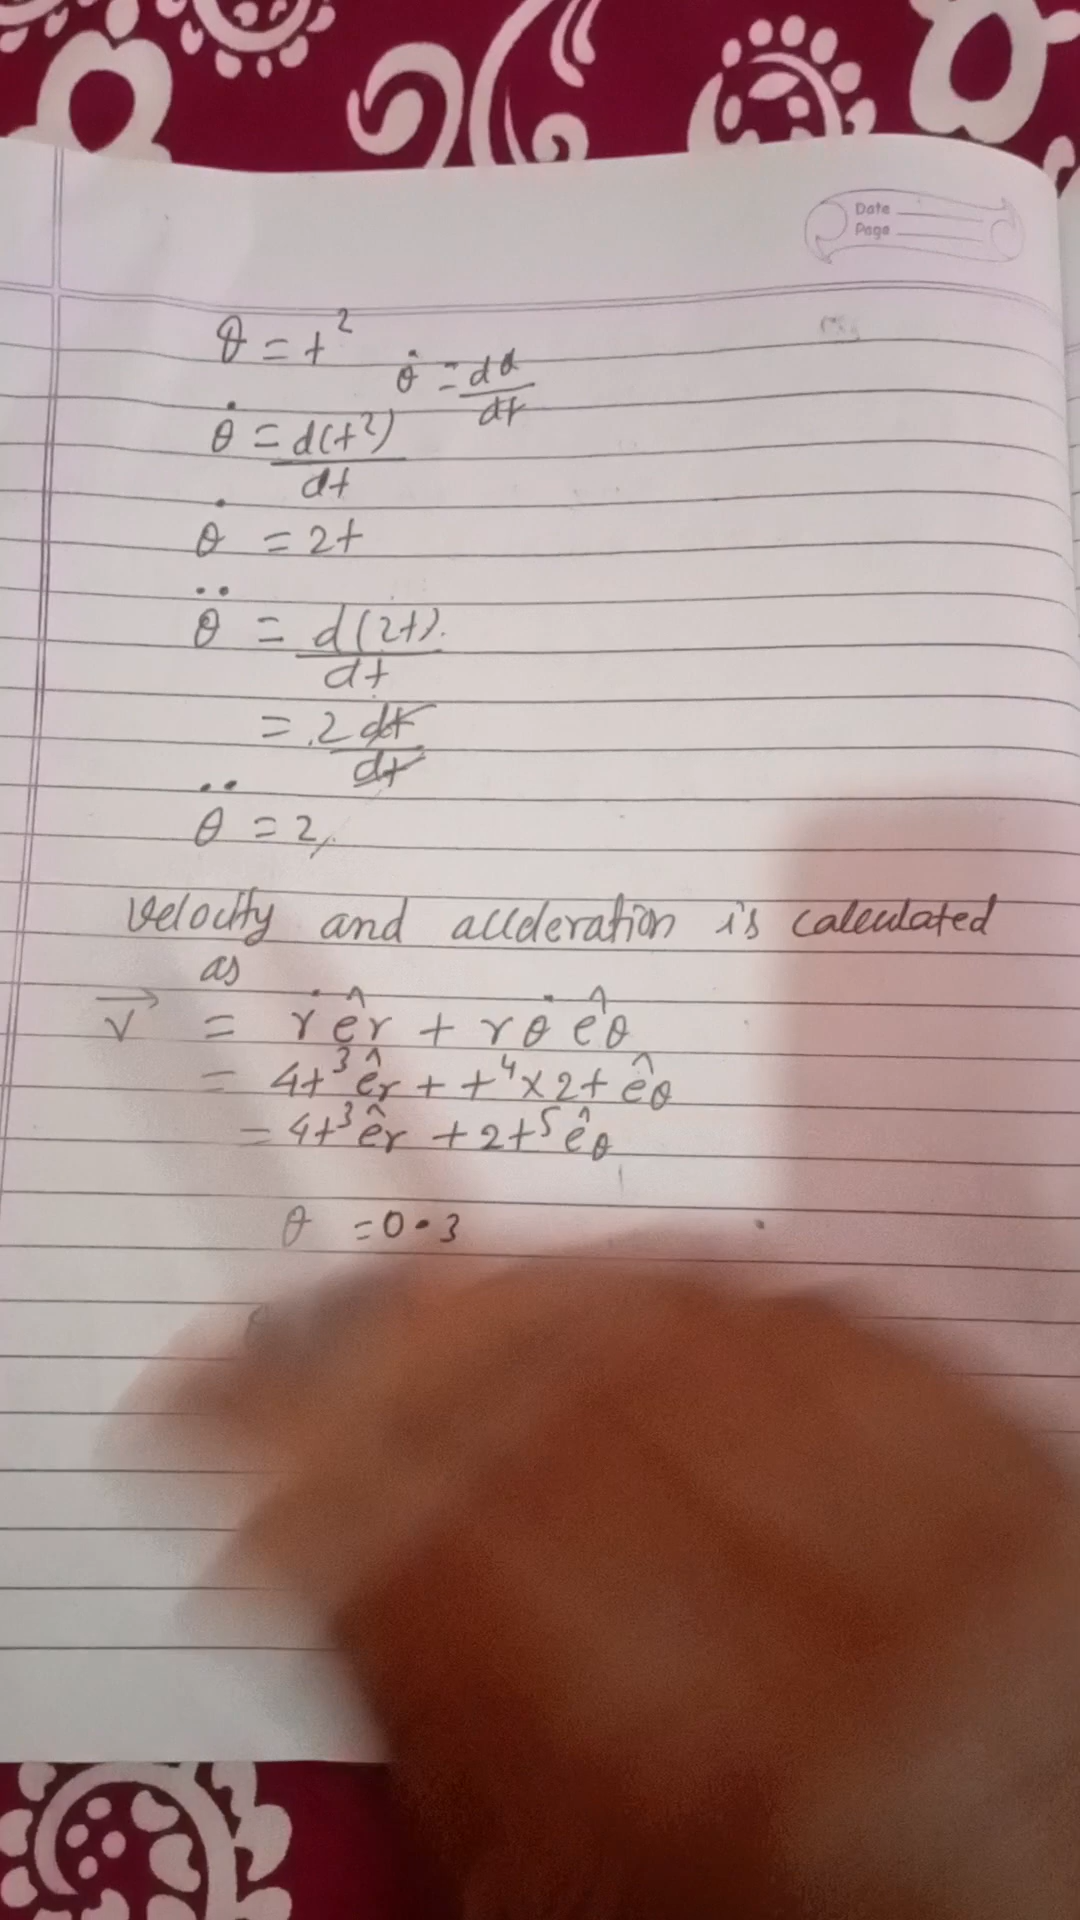 Date
Page
θ = t²
θ̇ = dθ/dt
θ̇ = d(t²)/dt
θ̇ = 2t
θ̈ = d(2t)/dt
= 2 dt/dt
θ̈ = 2
velocity and accleration is calculated
as
v⃗ = ṙ êr + r θ̇ êθ
= 4t³ êr + t⁴ × 2t êθ
= 4t³ êr + 2t⁵ êθ
θ = 0.3